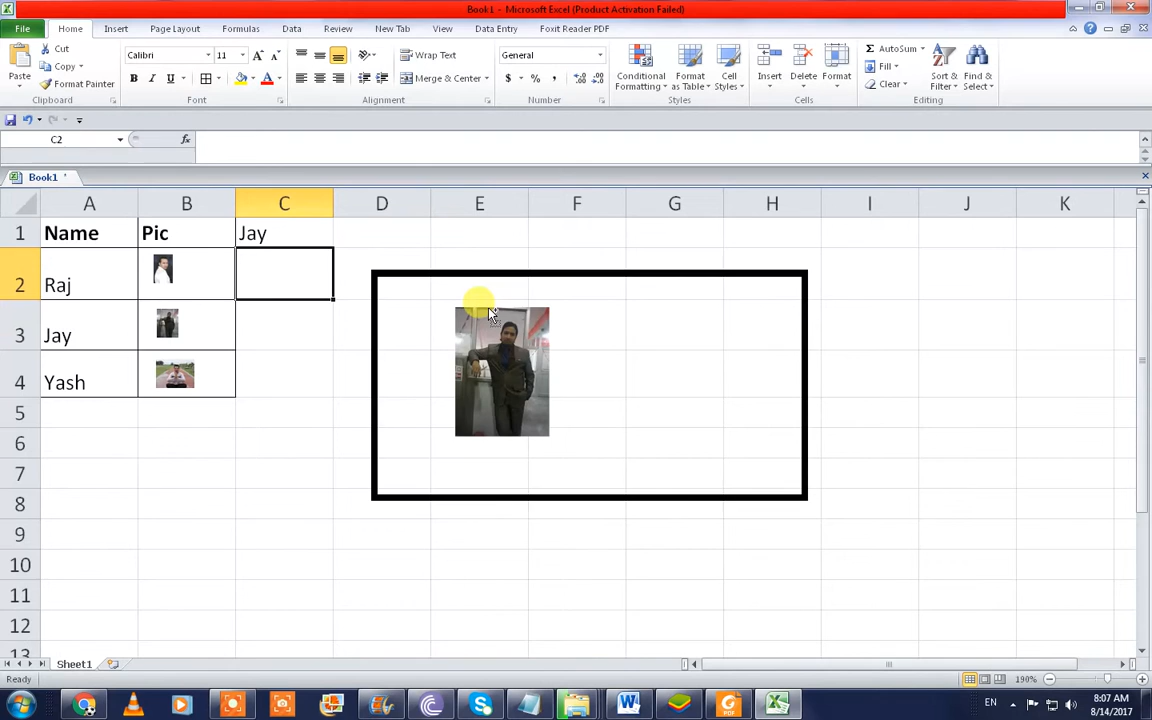 Book1 - Microsoft Excel (Product Activation Failed)
File Home Insert Page Layout Formulas Data Review New Tab View Data Entry Foxit Reader PDF
Paste
Cut
Copy
Format Painter
Clipboard
Calibri 11
B I U
Font
Wrap Text
Merge & Center
Alignment
General
$ % ,
Number
Conditional Formatting
Format as Table
Cell Styles
Styles
Insert
Delete
Format
Cells
AutoSum
Fill
Clear
Sort & Filter
Find & Select
Editing
C2 fx
Book1 *
A B C D E F G H I J K
1 Name Pic Jay
2 Raj
3 Jay
4 Yash
5
6
7
8
9
10
11
12
13
Sheet1
Ready 190%
EN 8:07 AM
8/14/2017